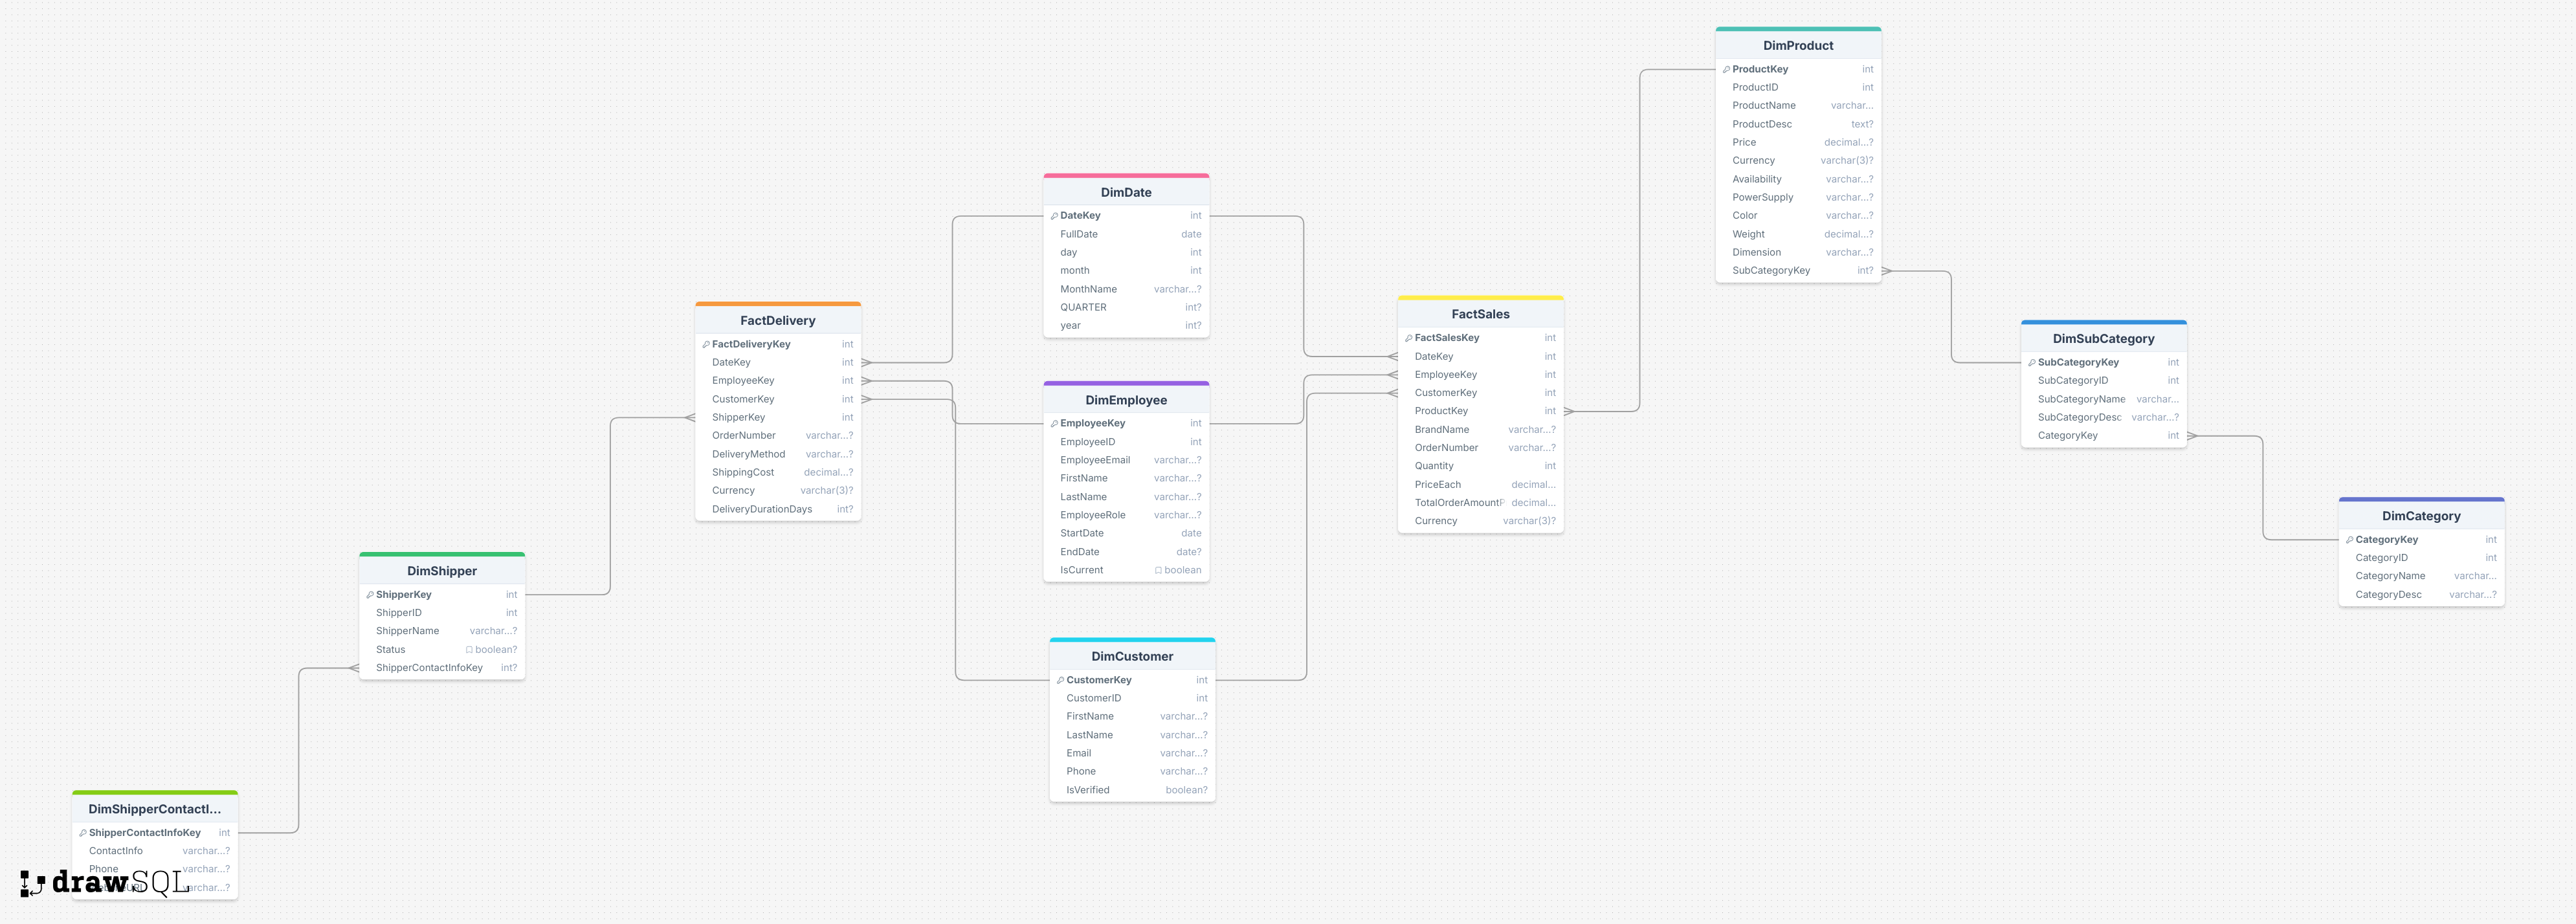 DimProduct
ProductKey int
ProductID int
ProductName varchar...
ProductDesc text?
Price decimal...?
Currency varchar(3)?
Availability varchar...?
PowerSupply varchar...?
Color varchar...?
Weight decimal...?
Dimension varchar...?
SubCategoryKey int?
DimDate
DateKey int
FullDate date
day int
month int
MonthName varchar...?
QUARTER int?
year int?
FactDelivery
FactDeliveryKey int
DateKey int
EmployeeKey int
CustomerKey int
ShipperKey int
OrderNumber varchar...?
DeliveryMethod varchar...?
ShippingCost decimal...?
Currency varchar(3)?
DeliveryDurationDays int?
FactSales
FactSalesKey int
DateKey int
EmployeeKey int
CustomerKey int
ProductKey int
BrandName varchar...?
OrderNumber varchar...?
Quantity int
PriceEach decimal...
TotalOrderAmountP decimal...
Currency varchar(3)?
DimSubCategory
SubCategoryKey int
SubCategoryID int
SubCategoryName varchar...
SubCategoryDesc varchar...?
CategoryKey int
DimEmployee
EmployeeKey int
EmployeeID int
EmployeeEmail varchar...?
FirstName varchar...?
LastName varchar...?
EmployeeRole varchar...?
StartDate date
EndDate date?
IsCurrent boolean
DimCategory
CategoryKey int
CategoryID int
CategoryName varchar...
CategoryDesc varchar...?
DimShipper
ShipperKey int
ShipperID int
ShipperName varchar...?
Status boolean?
ShipperContactInfoKey int?
DimCustomer
CustomerKey int
CustomerID int
FirstName varchar...?
LastName varchar...?
Email varchar...?
Phone varchar...?
IsVerified boolean?
DimShipperContactI...
ShipperContactInfoKey int
ContactInfo varchar...?
Phone varchar...?
varchar...?
drawSQL